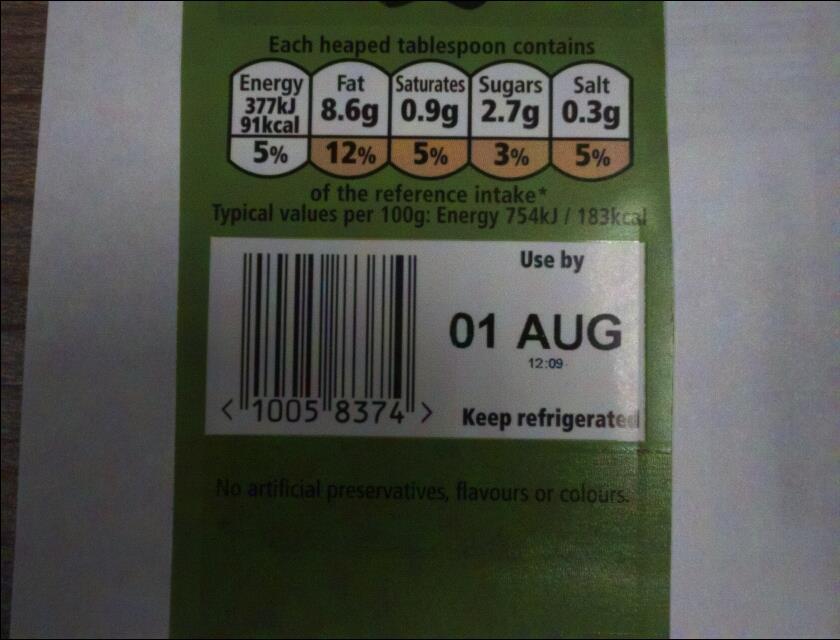 Each heaped tablespoon contains
Energy Fat Saturates Sugars Salt
377kJ 8.6g 0.9g 2.7g 0.3g
91kcal
5% 12% 5% 3% 5%
of the reference intake*
Typical values per 100g: Energy 754kJ / 183kcal
Use by
01 AUG
12:09
< 1005 8374 >
Keep refrigerated
No artificial preservatives, flavours or colours.